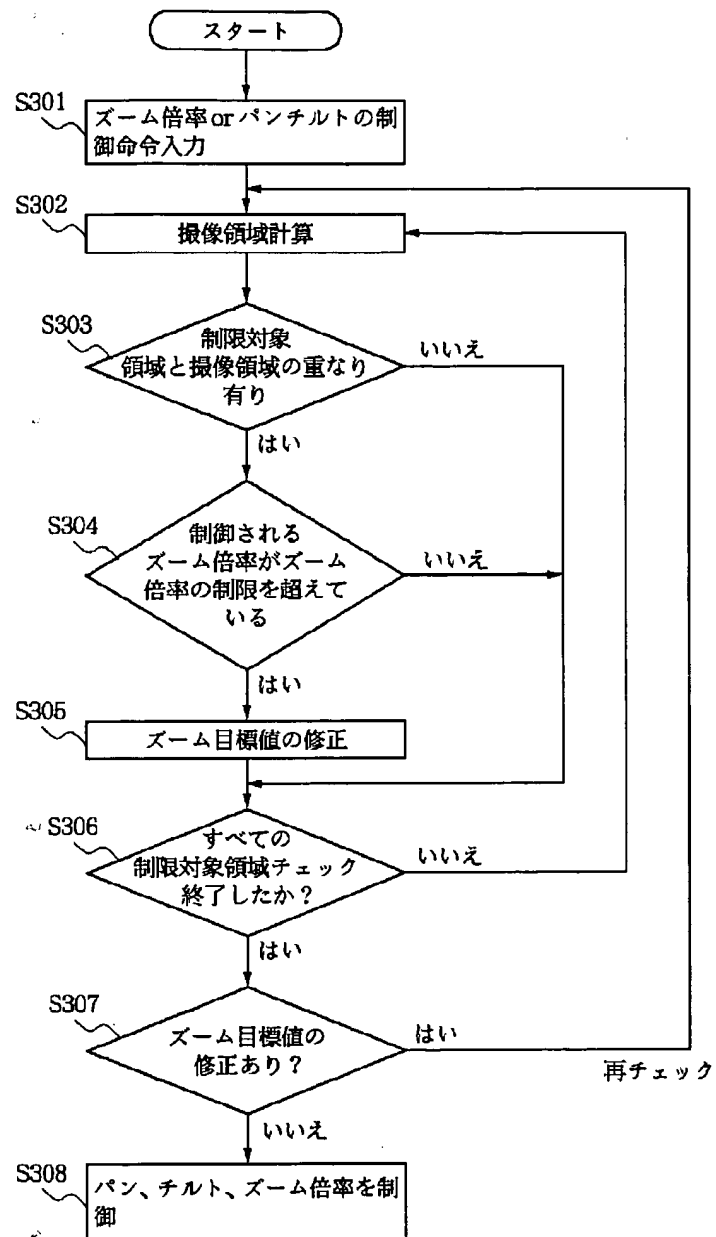 スタート
S301
ズーム倍率orパンチルトの制
御命令入力
S302
撮像領域計算
S303
制限対象
領域と撮像領域の重なり
有り
いいえ
はい
S304
制御される
ズーム倍率がズーム
倍率の制限を超えて
いる
いいえ
はい
S305
ズーム目標値の修正
S306
すべての
制限対象領域チェック
終了したか？
いいえ
はい
S307
ズーム目標値の
修正あり？
はい
再チェック
いいえ
S308
パン、チルト、ズーム倍率を制
御